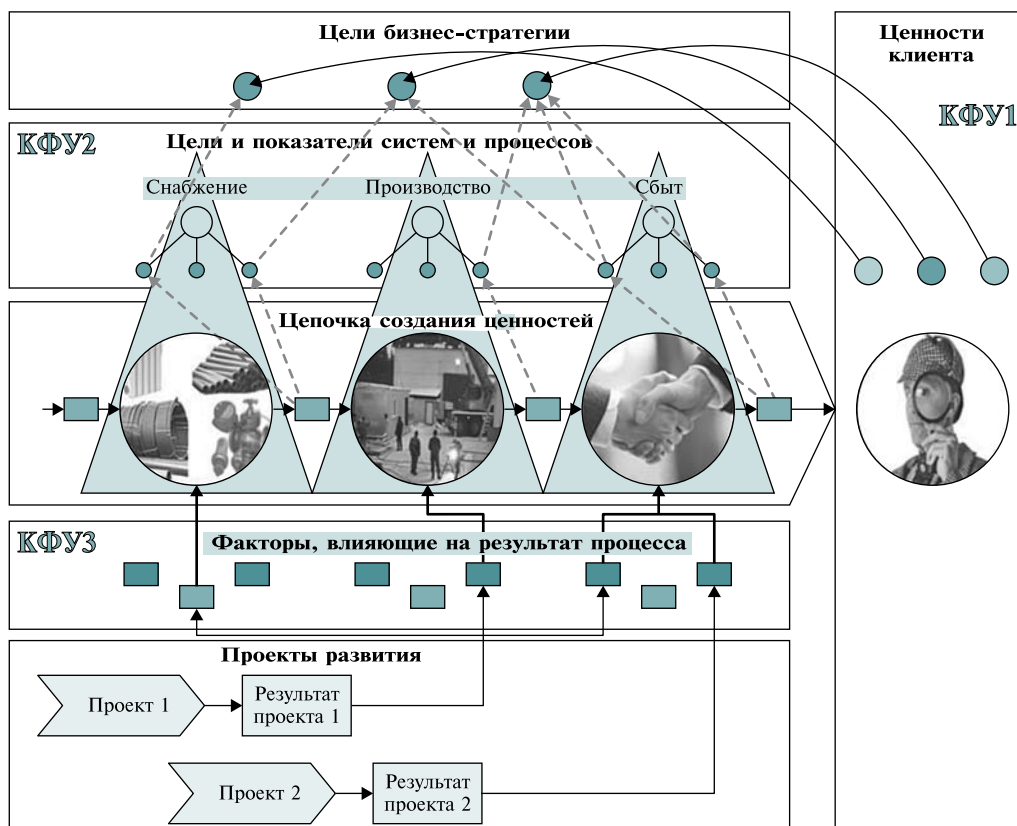 Цели бизнес-стратегии
Ценности
клиента
КФУ1
КФУ2
Цели и показатели систем и процессов
Снабжение
Производство
Сбыт
Цепочка создания ценностей
КФУ3
Факторы, влияющие на результат процесса
Проекты развития
Проект 1
Результат
проекта 1
Проект 2
Результат
проекта 2